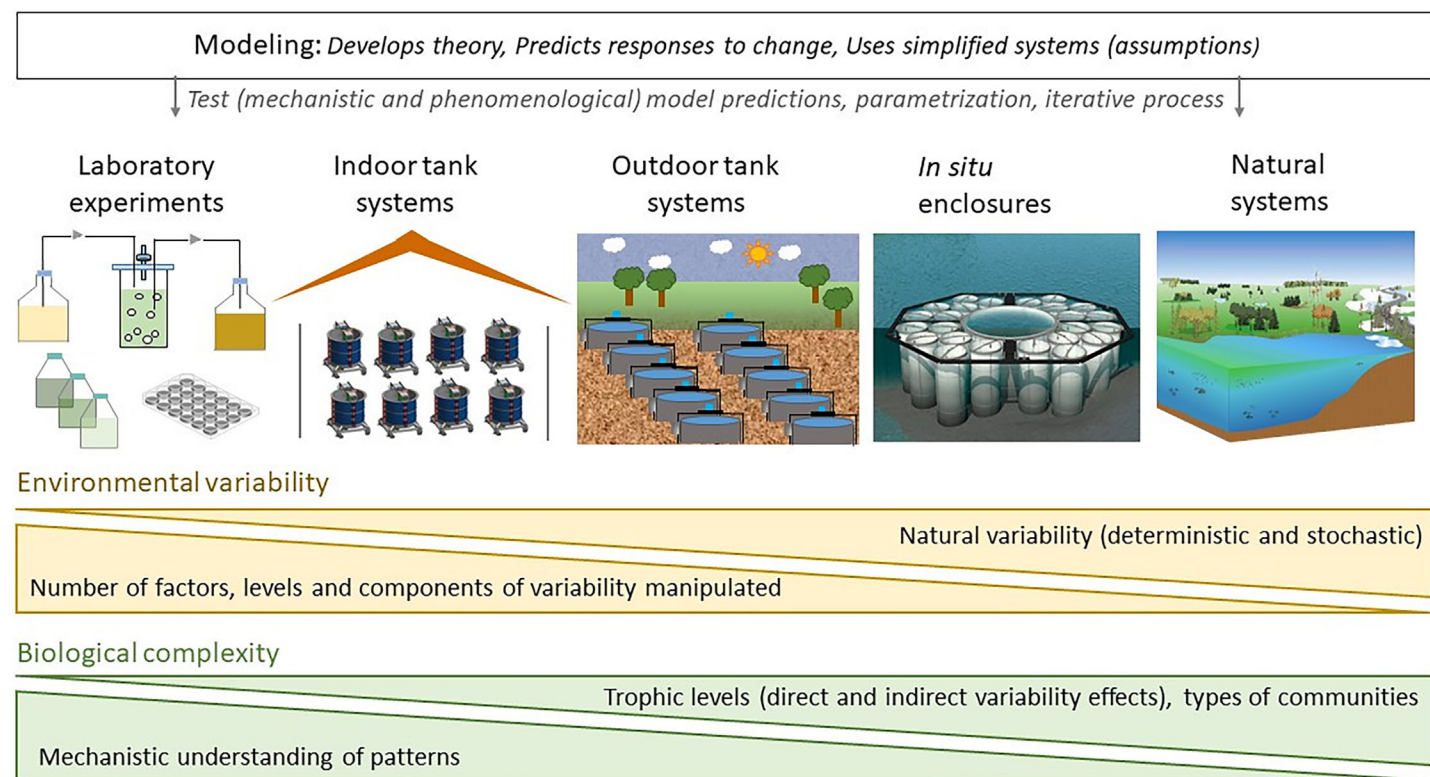 Modeling: Develops theory, Predicts responses to change, Uses simplified systems (assumptions)
Test (mechanistic and phenomenological) model predictions, parametrization, iterative process
Laboratory
experiments
Indoor tank
systems
Outdoor tank
systems
In situ
enclosures
Natural
systems
Environmental variability
Natural variability (deterministic and stochastic)
Number of factors, levels and components of variability manipulated
Biological complexity
Trophic levels (direct and indirect variability effects), types of communities
Mechanistic understanding of patterns